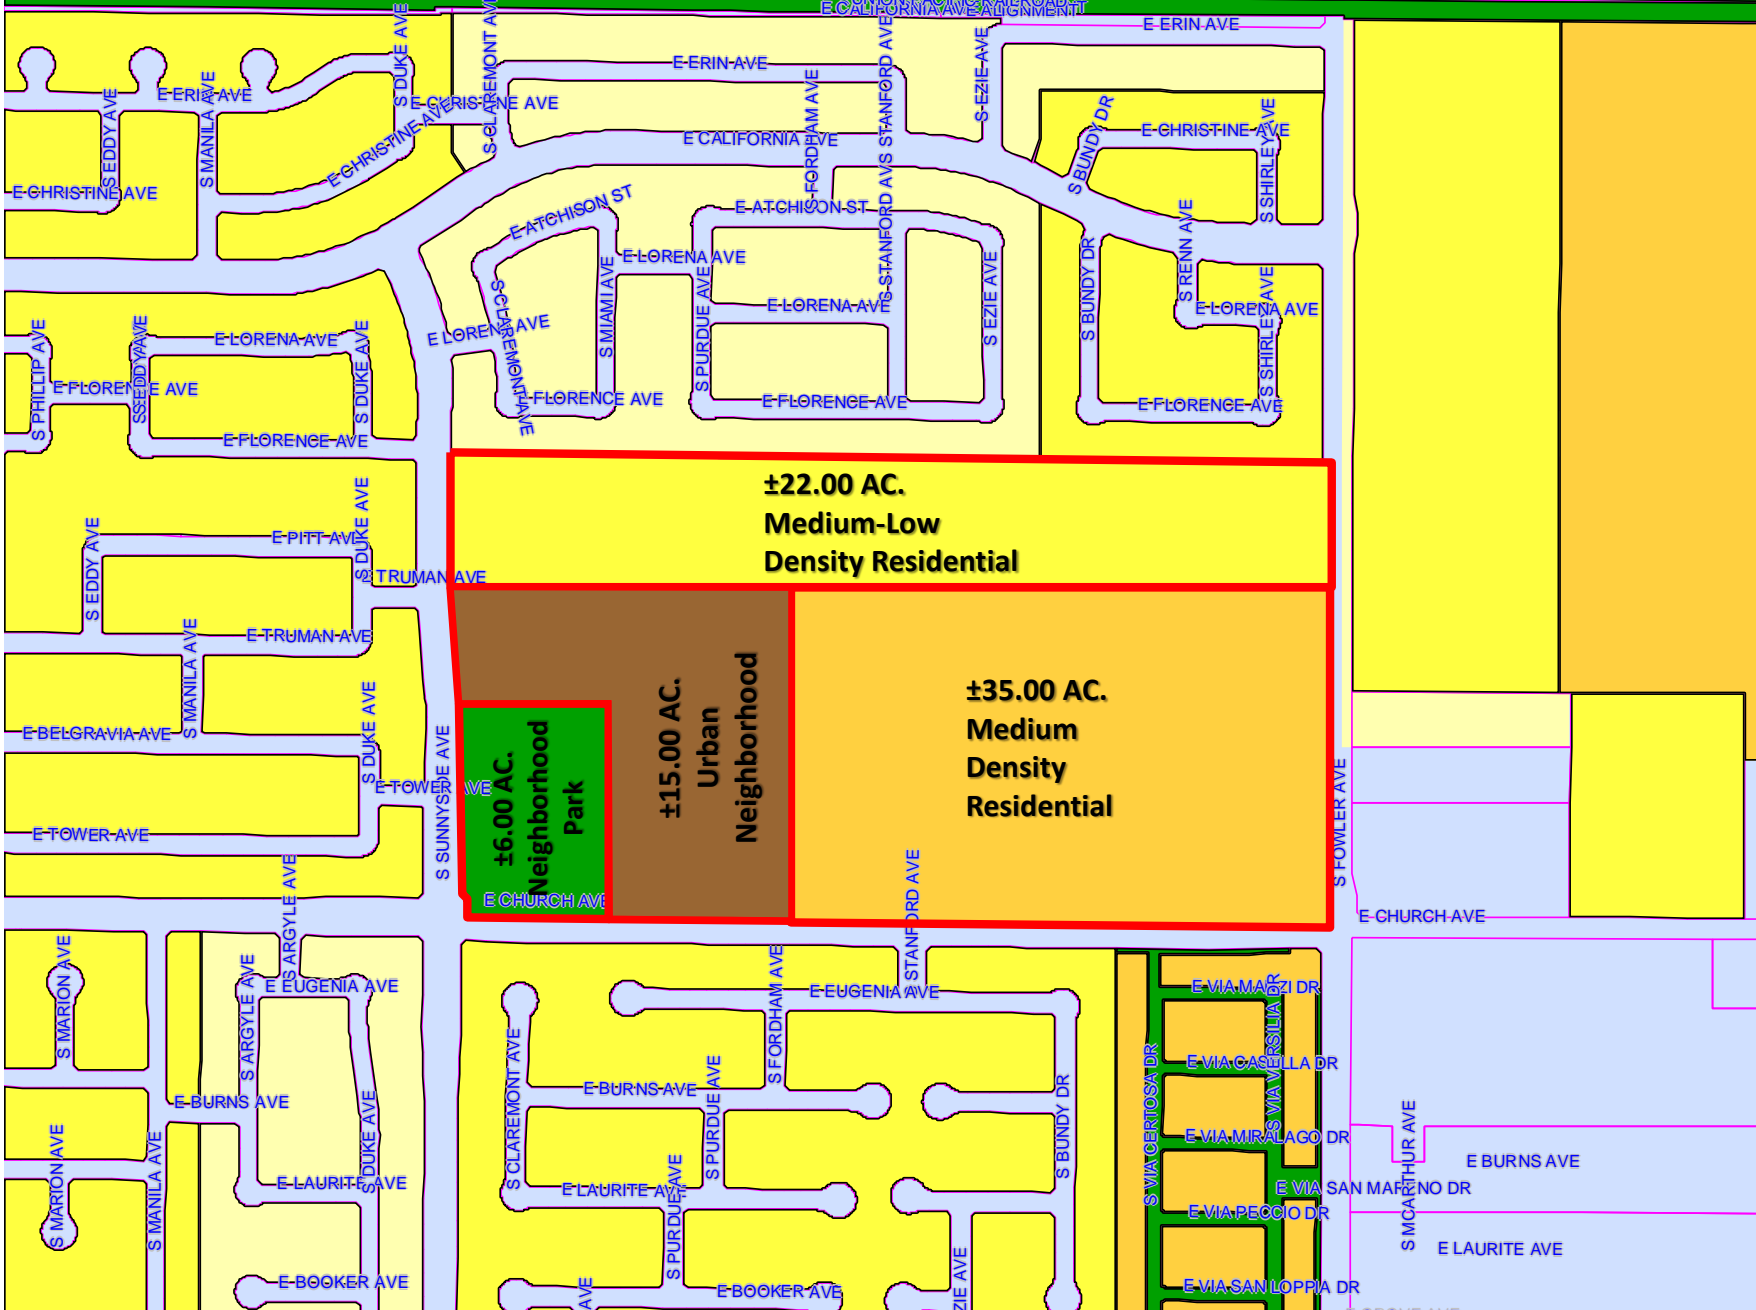 E CALIFORNIA AVE ALIGNMENT
E ERIN AVE
S DUKE AVE
S CLAREMONT AVE
E ERIN AVE
S STANFORD AVE
S EZIE AVE
E ERIN AVE
E CHRISTINE AVE
S FORDHAM AVE
S BUNDY DR
E CHRISTINE AVE
S EDDY AVE
S MANILA AVE
E CHRISTINE AVE
E CALIFORNIA AVE
S SHIRLEY AVE
E CHRISTINE AVE
E ATCHISON ST
E ATCHISON ST
S STANFORD AVE
S RENN AVE
E LORENA AVE
S CLAREMONT AVE
S MIAMI AVE
S PURDUE AVE
E LORENA AVE
S EZIE AVE
S BUNDY DR
E LORENA AVE
S SHIRLEY AVE
S PHILLIP AVE
S EDDY AVE
E LORENA AVE
S DUKE AVE
E LORENA AVE
E FLORENCE AVE
E FLORENCE AVE
E FLORENCE AVE
E FLORENCE AVE
E FLORENCE AVE
±22.00 AC.
Medium-Low
Density Residential
S EDDY AVE
E PITT AVE
S DUKE AVE
E TRUMAN AVE
E TRUMAN AVE
S MANILA AVE
E BELGRAVIA AVE
S DUKE AVE
E TOWER AVE
E TOWER AVE
S SUNNYSIDE AVE
±6.00 AC.
Neighborhood
Park
±15.00 AC.
Urban
Neighborhood
±35.00 AC.
Medium
Density
Residential
S FOWLER AVE
E CHURCH AVE
E CHURCH AVE
S STANFORD AVE
S ARGYLE AVE
S MARION AVE
S ARGYLE AVE
E EUGENIA AVE
S FORDHAM AVE
E EUGENIA AVE
E VIA MARZI DR
S VIA VERSILIA DR
S CLAREMONT AVE
E BURNS AVE
E BURNS AVE
S PURDUE AVE
S BUNDY DR
S VIA CERTOSA DR
E VIA CASELLA DR
S DUKE AVE
E VIA MIRALAGO DR
S MCARTHUR AVE
E BURNS AVE
S MARION AVE
S MANILA AVE
E LAURITE AVE
E LAURITE AVE
S PURDUE AVE
E VIA SAN MARINO DR
E VIA PECCIO DR
E LAURITE AVE
E BOOKER AVE
AVE
E BOOKER AVE
ZIE AVE
E VIA SAN LOPPIA DR